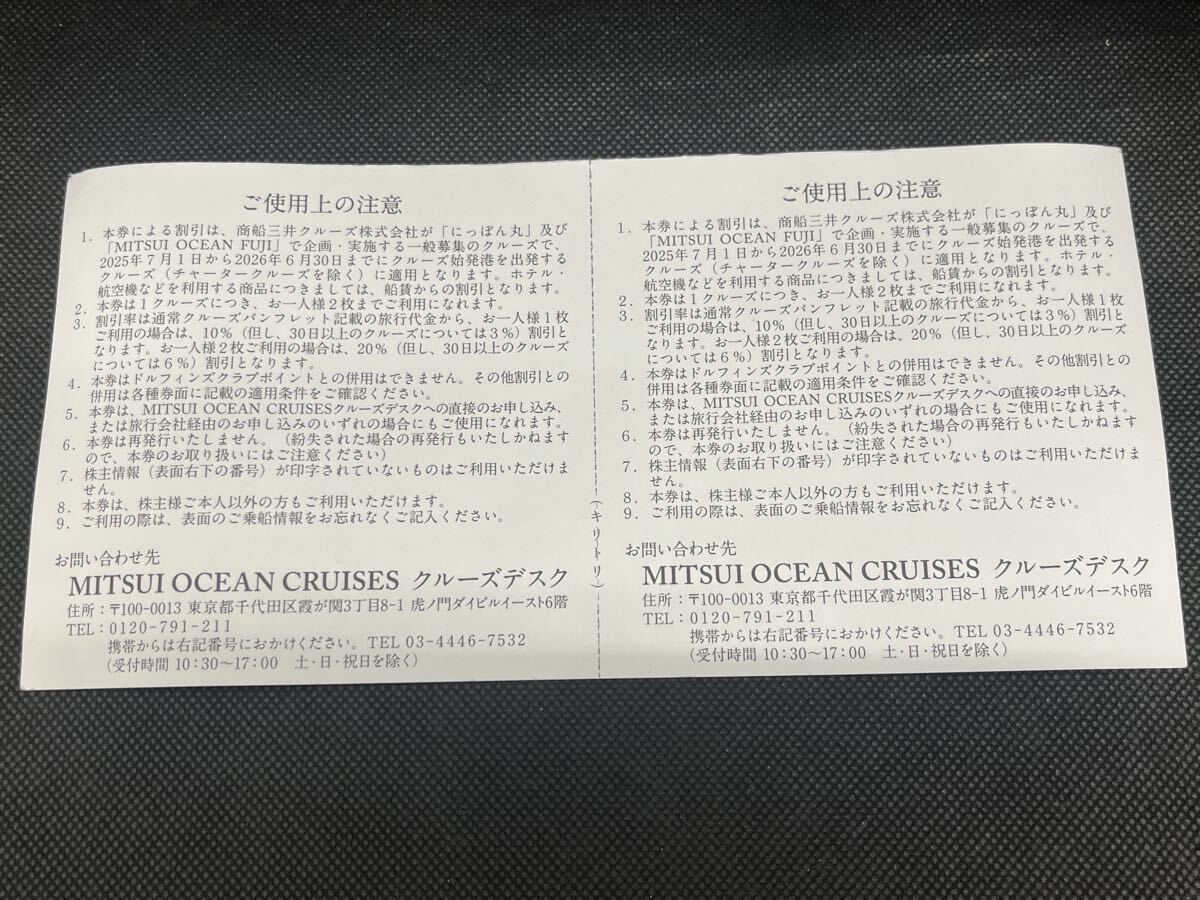 ご使用上の注意
1．本券による割引は、商船三井クルーズ株式会社が「にっぽん丸」及び
「MITSUI OCEAN FUJI」で企画・実施する一般募集のクルーズで、
2025年７月１日から2026年６月30日までにクルーズ始発港を出発する
クルーズ（チャータークルーズを除く）に適用となります。ホテル・
航空機などを利用する商品につきましては、船賃からの割引となります。
2．本券は１クルーズにつき、お一人様２枚までご利用になれます。
3．割引率は通常クルーズパンフレット記載の旅行代金から、お一人様１枚
ご利用の場合は、10％（但し、30日以上のクルーズについては３％）割引と
なります。お一人様２枚ご利用の場合は、20％（但し、30日以上のクルーズ
については６％）割引となります。
4．本券はドルフィンズクラブポイントとの併用はできません。その他割引との
併用は各種券面に記載の適用条件をご確認ください。
5．本券は、MITSUI OCEAN CRUISESクルーズデスクへの直接のお申し込み、
または旅行会社経由のお申し込みのいずれの場合にもご使用になれます。
6．本券は再発行いたしません。（紛失された場合の再発行もいたしかねます
ので、本券のお取り扱いにはご注意ください）
7．株主情報（表面右下の番号）が印字されていないものはご利用いただけま
せん。
8．本券は、株主様ご本人以外の方もご利用いただけます。
9．ご利用の際は、表面のご乗船情報をお忘れなくご記入ください。
お問い合わせ先
MITSUI OCEAN CRUISES クルーズデスク
住所：〒100-0013 東京都千代田区霞が関3丁目8-1 虎ノ門ダイビルイースト6階
TEL：0120-791-211
携帯からは右記番号におかけください。TEL 03-4446-7532
（受付時間 10：30〜17：00　土・日・祝日を除く）
（キリトリ）
ご使用上の注意
1．本券による割引は、商船三井クルーズ株式会社が「にっぽん丸」及び
「MITSUI OCEAN FUJI」で企画・実施する一般募集のクルーズで、
2025年７月１日から2026年６月30日までにクルーズ始発港を出発する
クルーズ（チャータークルーズを除く）に適用となります。ホテル・
航空機などを利用する商品につきましては、船賃からの割引となります。
2．本券は１クルーズにつき、お一人様２枚までご利用になれます。
3．割引率は通常クルーズパンフレット記載の旅行代金から、お一人様１枚
ご利用の場合は、10％（但し、30日以上のクルーズについては３％）割引と
なります。お一人様２枚ご利用の場合は、20％（但し、30日以上のクルーズ
については６％）割引となります。
4．本券はドルフィンズクラブポイントとの併用はできません。その他割引との
併用は各種券面に記載の適用条件をご確認ください。
5．本券は、MITSUI OCEAN CRUISESクルーズデスクへの直接のお申し込み、
または旅行会社経由のお申し込みのいずれの場合にもご使用になれます。
6．本券は再発行いたしません。（紛失された場合の再発行もいたしかねます
ので、本券のお取り扱いにはご注意ください）
7．株主情報（表面右下の番号）が印字されていないものはご利用いただけま
せん。
8．本券は、株主様ご本人以外の方もご利用いただけます。
9．ご利用の際は、表面のご乗船情報をお忘れなくご記入ください。
お問い合わせ先
MITSUI OCEAN CRUISES クルーズデスク
住所：〒100-0013 東京都千代田区霞が関3丁目8-1 虎ノ門ダイビルイースト6階
TEL：0120-791-211
携帯からは右記番号におかけください。TEL 03-4446-7532
（受付時間 10：30〜17：00　土・日・祝日を除く）